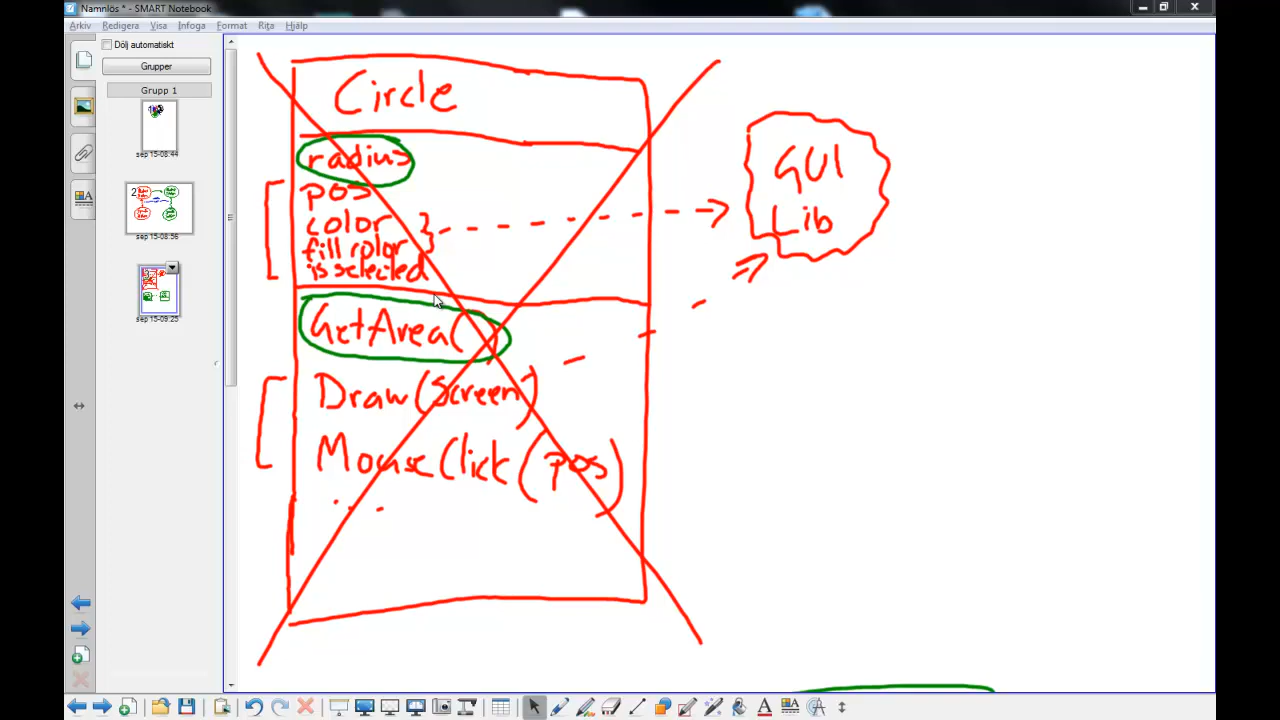 Namnlös * - SMART Notebook
Arkiv Redigera Visa Infoga Format Rita Hjälp
Dölj automatiskt
Grupper
Grupp 1
sep 15-08:44
2
sep 15-08:56
sep 15-09:25
Circle
radius
pos
color
fill color
is selected
GetArea()
Draw(Screen)
MouseClick(pos)
. . .
GUI
Lib